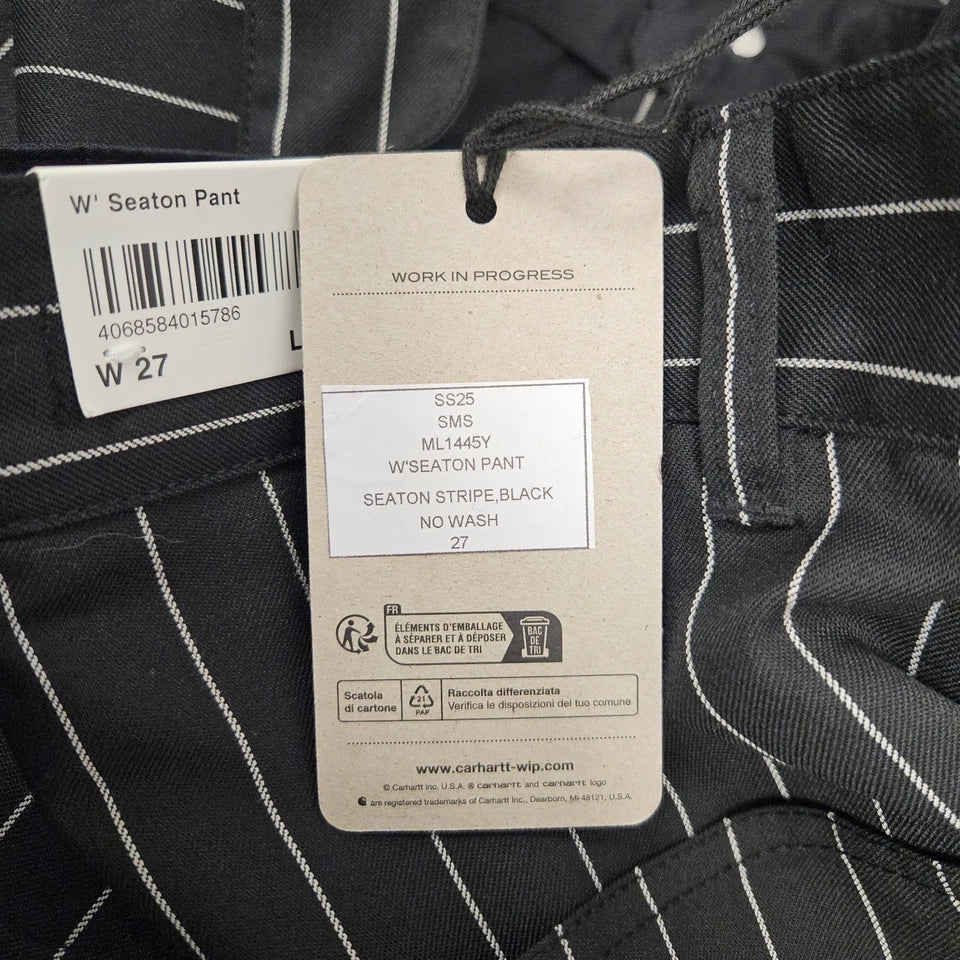 W' Seaton Pant
4068584015786
W 27
L
WORK IN PROGRESS
SS25
SMS
ML1445Y
W'SEATON PANT
SEATON STRIPE,BLACK
NO WASH
27
FR
ÉLÉMENTS D'EMBALLAGE
À SÉPARER ET À DÉPOSER
DANS LE BAC DE TRI
BAC
DE
TRI
Scatola
di cartone
21
PAP
Raccolta differenziata
Verifica le disposizioni del tuo comune
www.carhartt-wip.com
© Carhartt Inc. U.S.A. ® carhartt and carhartt logo
are registered trademarks of Carhartt Inc., Dearborn, Mi 48121, U.S.A.